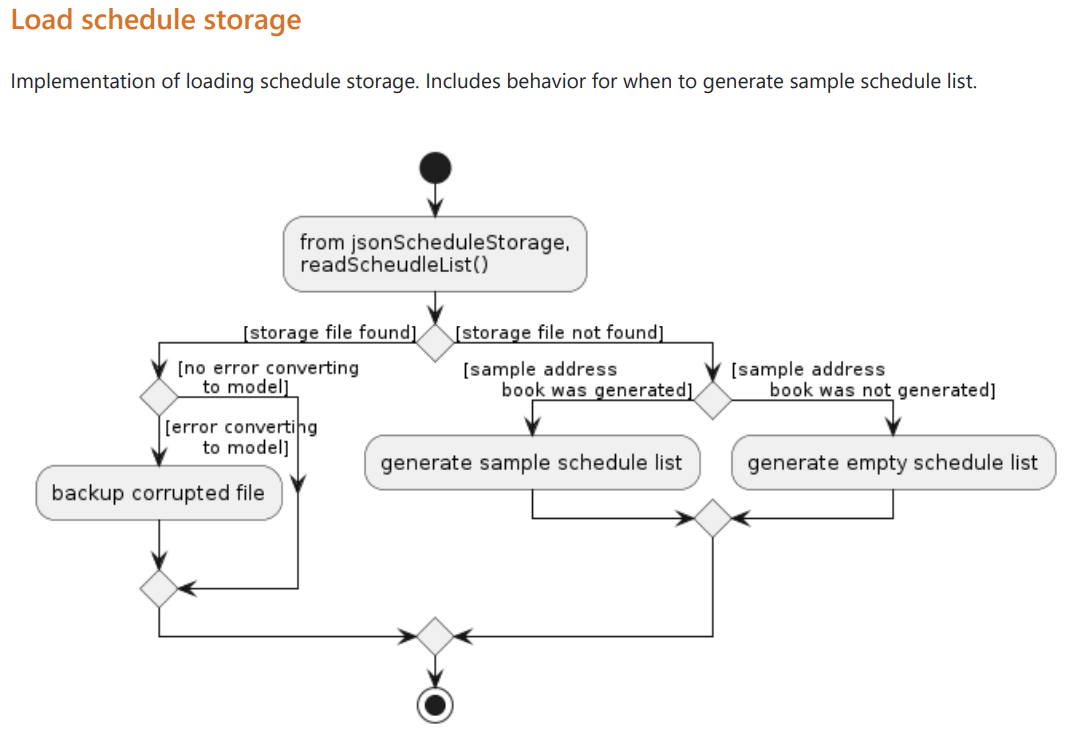 Load schedule storage
Implementation of loading schedule storage. Includes behavior for when to generate sample schedule list.
from jsonScheduleStorage,
readScheudleList()
[storage file found]
[storage file not found]
[no error converting
to model]
[error converting
to model]
backup corrupted file
[sample address
book was generated]
[sample address
book was not generated]
generate sample schedule list
generate empty schedule list